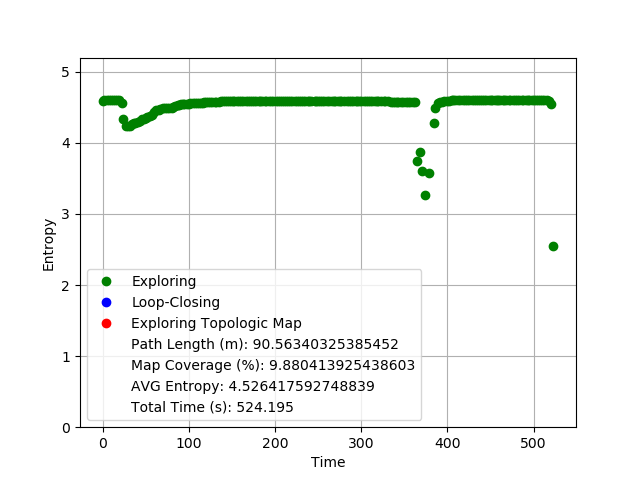 5
4
3
2
1
0
Entropy
Exploring
Loop-Closing
Exploring Topologic Map
Path Length (m): 90.56340325385452
Map Coverage (%): 9.880413925438603
AVG Entropy: 4.526417592748839
Total Time (s): 524.195
0 100 200 300 400 500
Time